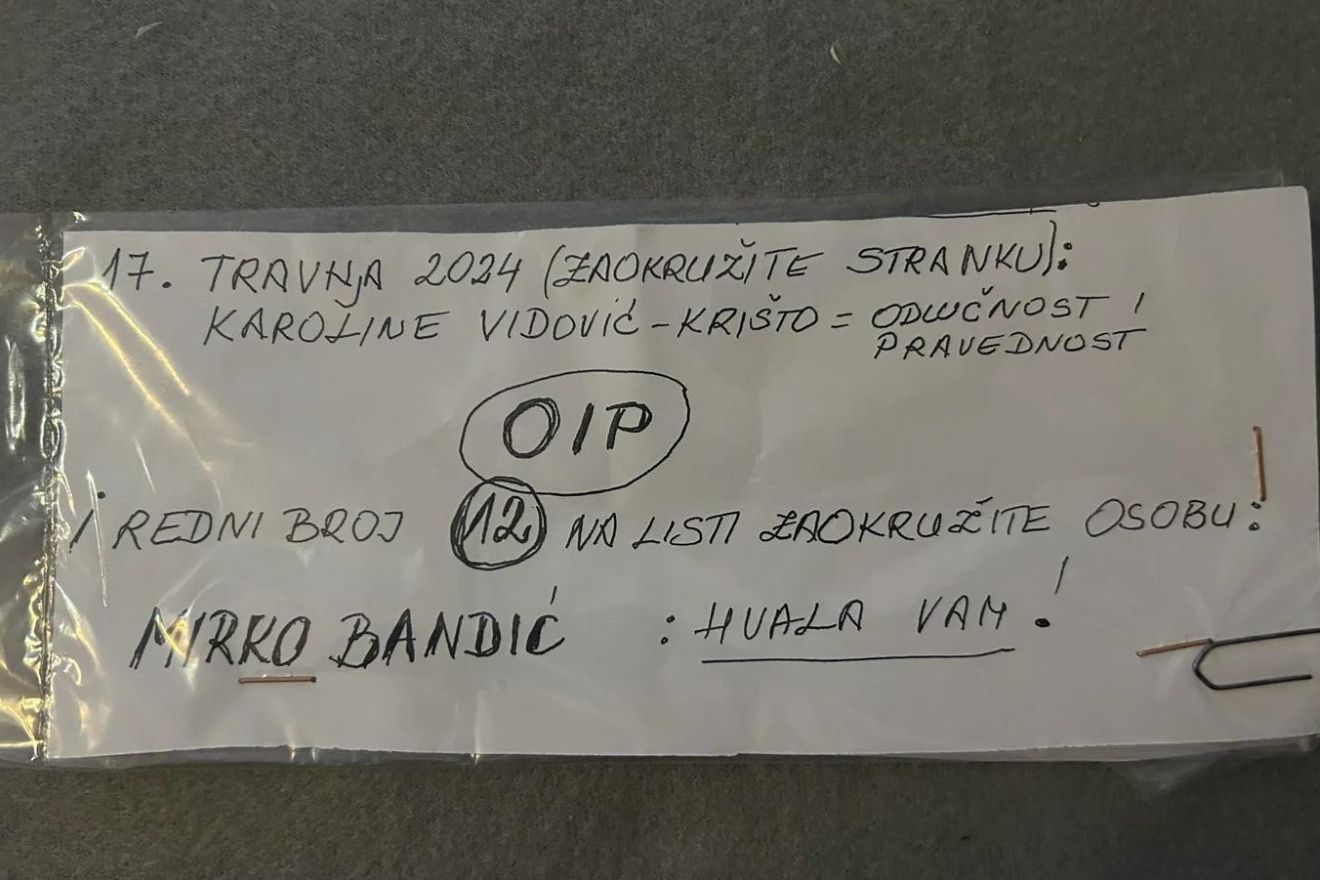 17. TRAVNJA 2024 (ZAOKRUŽITE STRANKU):
KAROLINE VIDOVIĆ-KRIŠTO = ODLUČNOST I
PRAVEDNOST
OIP
I REDNI BROJ 12 NA LISTI ZAOKRUŽITE OSOBU:
MIRKO BANDIĆ : HVALA VAM!